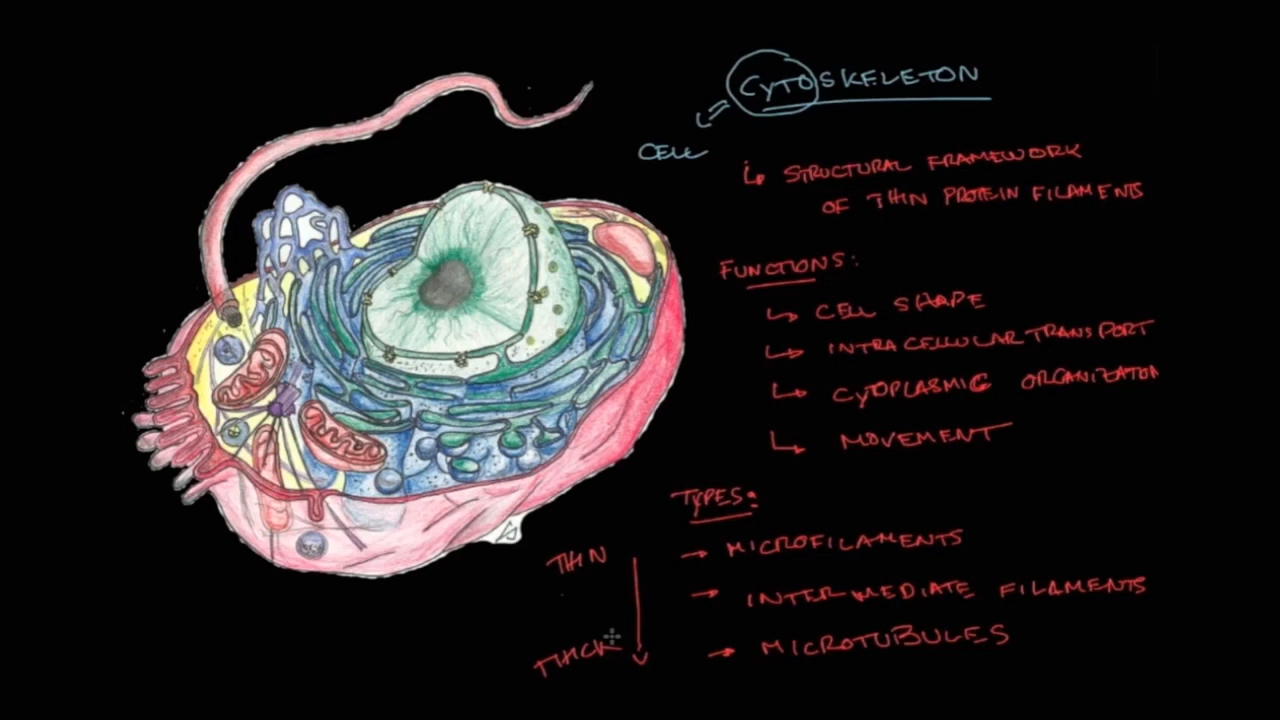 CYTOSKELETON
CELL
STRUCTURAL FRAMEWORK
OF THIN PROTEIN FILAMENTS
FUNCTIONS:
CELL SHAPE
INTRACELLULAR TRANSPORT
CYTOPLASMIC ORGANIZATION
MOVEMENT
TYPES:
THIN
MICROFILAMENTS
INTERMEDIATE FILAMENTS
THICK
MICROTUBULES